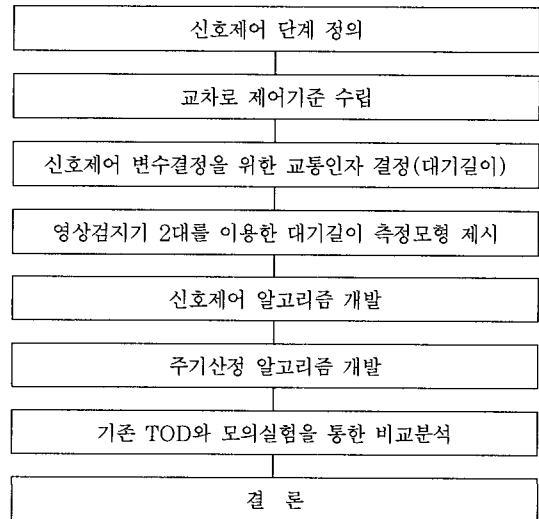 신호제어 단계 정의
교차로 제어기준 수립
신호제어 변수결정을 위한 교통인자 결정(대기길이)
영상검지기 2대를 이용한 대기길이 측정모형 제시
신호제어 알고리즘 개발
주기산정 알고리즘 개발
기존 TOD와 모의실험을 통한 비교분석
결 론